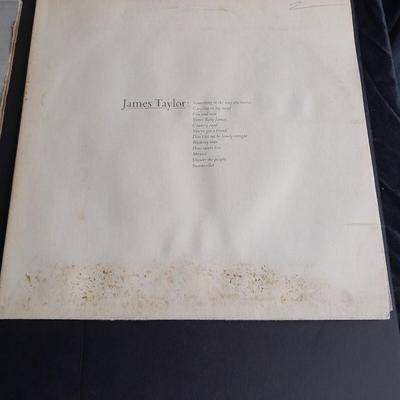 James Taylor
Something in the way she moves
Carolina in my mind
Fire and rain
Sweet Baby James
Country road
You've got a friend
Don't let me be lonely tonight
Walking man
How sweet it is
Mexico
Shower the people
Steamroller